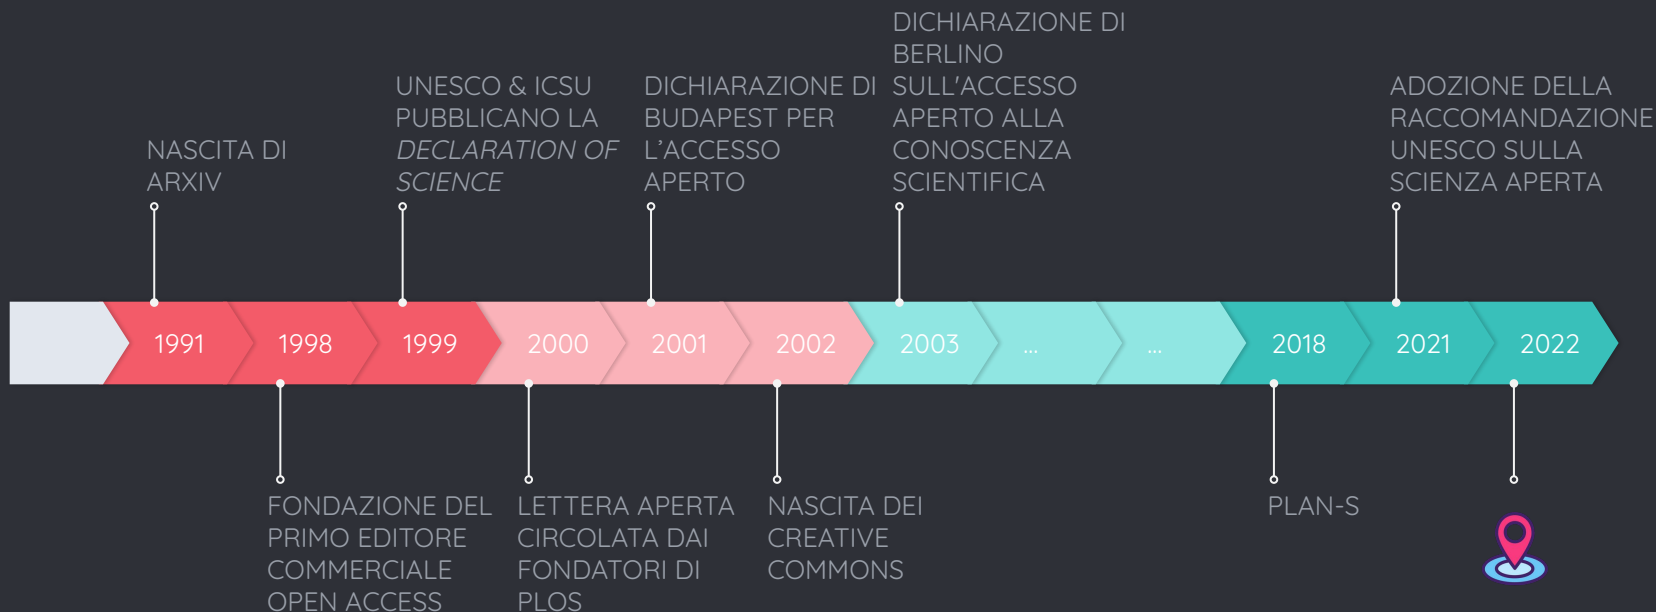 NASCITA DI
ARXIV
UNESCO & ICSU
PUBBLICANO LA
DECLARATION OF
SCIENCE
DICHIARAZIONE DI
BUDAPEST PER
L'ACCESSO
APERTO
DICHIARAZIONE DI
BERLINO
SULL'ACCESSO
APERTO ALLA
CONOSCENZA
SCIENTIFICA
ADOZIONE DELLA
RACCOMANDAZIONE
UNESCO SULLA
SCIENZA APERTA
1991 1998 1999 2000 2001 2002 2003 ... ... 2018 2021 2022
FONDAZIONE DEL
PRIMO EDITORE
COMMERCIALE
OPEN ACCESS
LETTERA APERTA
CIRCOLATA DAI
FONDATORI DI
PLOS
NASCITA DEI
CREATIVE
COMMONS
PLAN-S